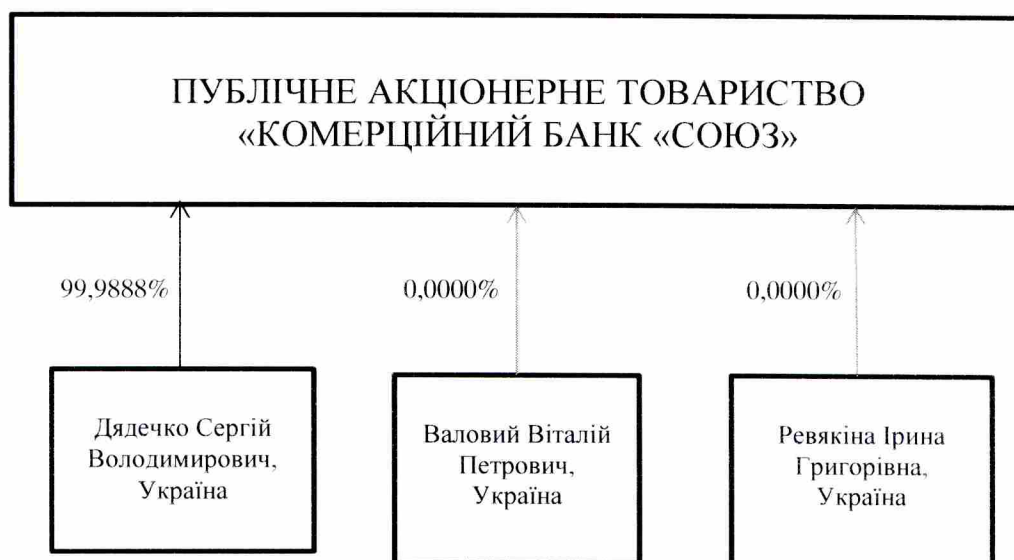 ПУБЛІЧНЕ АКЦІОНЕРНЕ ТОВАРИСТВО
«КОМЕРЦІЙНИЙ БАНК «СОЮЗ»
99,9888%
0,0000%
0,0000%
Дядечко Сергій
Володимирович,
Україна
Валовий Віталій
Петрович,
Україна
Ревякіна Ірина
Григорівна,
Україна